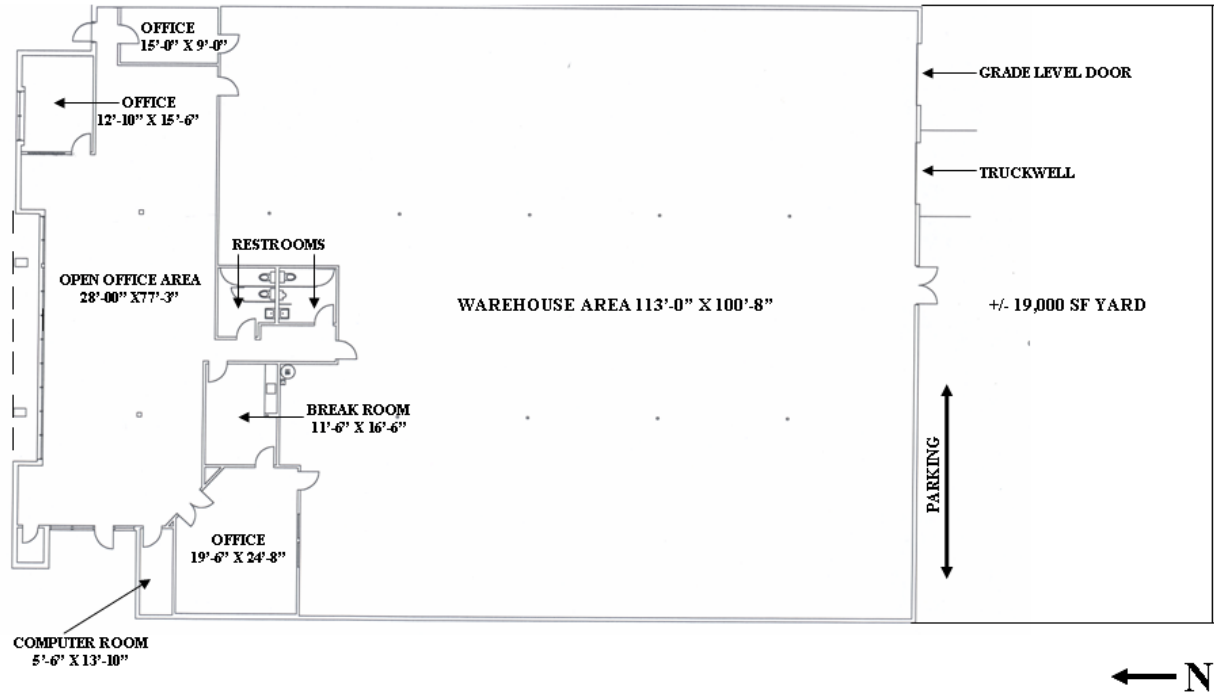 OFFICE
15’-0” X 9’-0”
GRADE LEVEL DOOR
OFFICE
12’-10” X 15’-6”
TRUCKWELL
RESTROOMS
OPEN OFFICE AREA
28’-00” X77’-3”
WAREHOUSE AREA 113’-0” X 100’-8”
+/- 19,000 SF YARD
BREAK ROOM
11’-6” X 16’-6”
PARKING
OFFICE
19’-6” X 24’-8”
COMPUTER ROOM
5’-6” X 13’-10”
N